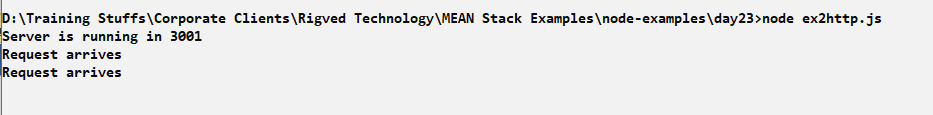 D:\Training Stuffs\Corporate Clients\Rigved Technology\MEAN Stack Examples\node-examples\day23>node ex2http.js
Server is running in 3001
Request arrives
Request arrives